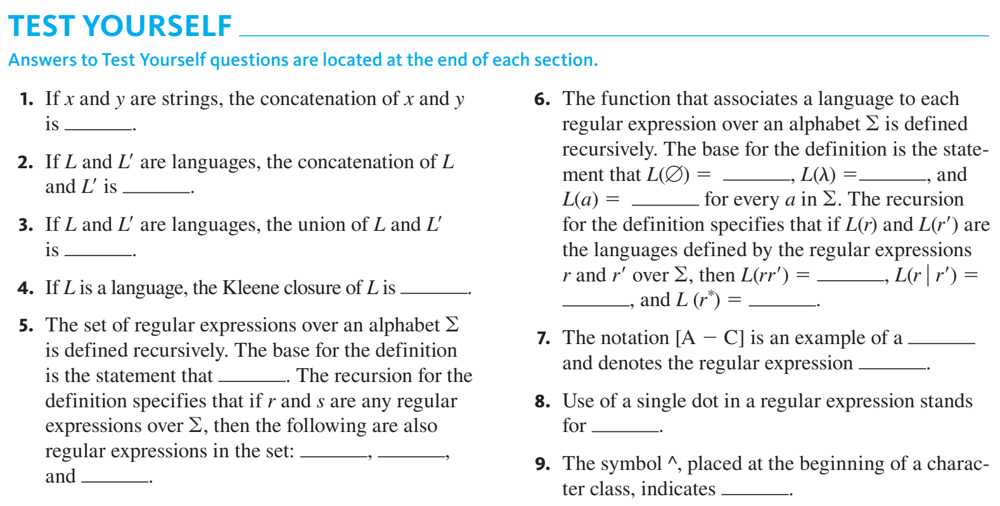 TEST YOURSELF
Answers to Test Yourself questions are located at the end of each section.
1. If x and y are strings, the concatenation of x and y
is ______.
2. If L and L′ are languages, the concatenation of L
and L′ is ______.
3. If L and L′ are languages, the union of L and L′
is ______.
4. If L is a language, the Kleene closure of L is ______.
5. The set of regular expressions over an alphabet Σ
is defined recursively. The base for the definition
is the statement that ______. The recursion for the
definition specifies that if r and s are any regular
expressions over Σ, then the following are also
regular expressions in the set: ______, ______,
and ______.
6. The function that associates a language to each
regular expression over an alphabet Σ is defined
recursively. The base for the definition is the state-
ment that L(∅) = ______, L(λ) = ______, and
L(a) = ______ for every a in Σ. The recursion
for the definition specifies that if L(r) and L(r′) are
the languages defined by the regular expressions
r and r′ over Σ, then L(rr′) = ______, L(r | r′) =
______, and L (r*) = ______.
7. The notation [A − C] is an example of a ______
and denotes the regular expression ______.
8. Use of a single dot in a regular expression stands
for ______.
9. The symbol ^, placed at the beginning of a charac-
ter class, indicates ______.